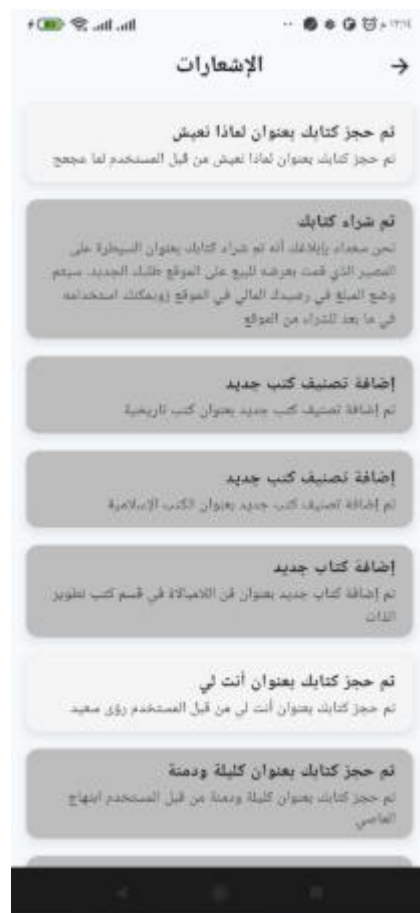 الإشعارات
تم حجز كتابك بعنوان لماذا نعيش
تم حجز كتابك بعنوان لماذا نعيش من قبل المستخدم لما
تم شراء كتابك
نحن سعداء بإبلاغك أنه تم شراء كتابك بعنوان السيطرة على
المصير الذي قمت بعرضه للبيع على الموقع طلبك الجديد. سيتم
وضع المبلغ في رصيدك المالي في الموقع ويمكنك استخدامه
في ما بعد للشراء من الموقع
إضافة تصنيف كتب جديد
تم إضافة تصنيف كتب جديد بعنوان كتب تاريخية
إضافة تصنيف كتب جديد
تم إضافة تصنيف كتب جديد بعنوان الكتب الإسلامية
إضافة كتاب جديد
تم إضافة كتاب جديد بعنوان فن اللامبالاة في قسم كتب تطوير
الذات
تم حجز كتابك بعنوان أنت لي
تم حجز كتابك بعنوان أنت لي من قبل المستخدم رؤى سعيد
تم حجز كتابك بعنوان كليلة ودمنة
تم حجز كتابك بعنوان كليلة ودمنة من قبل المستخدم ابتهاج